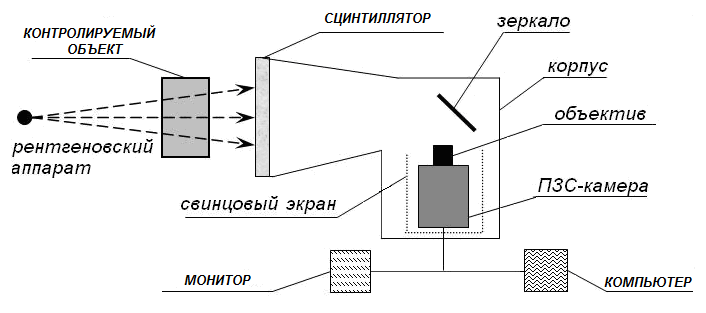 СЦИНТИЛЛЯТОР
зеркало
КОНТРОЛИРУЕМЫЙ
ОБЪЕКТ
корпус
объектив
рентгеновский
аппарат
ПЗС-камера
свинцовый экран
МОНИТОР
КОМПЬЮТЕР